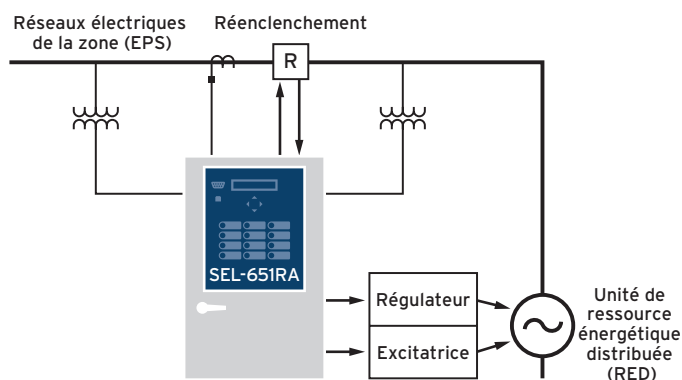 Réseaux électriques
de la zone (EPS)
Réenclenchement
R
SEL-651RA
Régulateur
Excitatrice
Unité de
ressource
énergétique
distribuée
(RED)